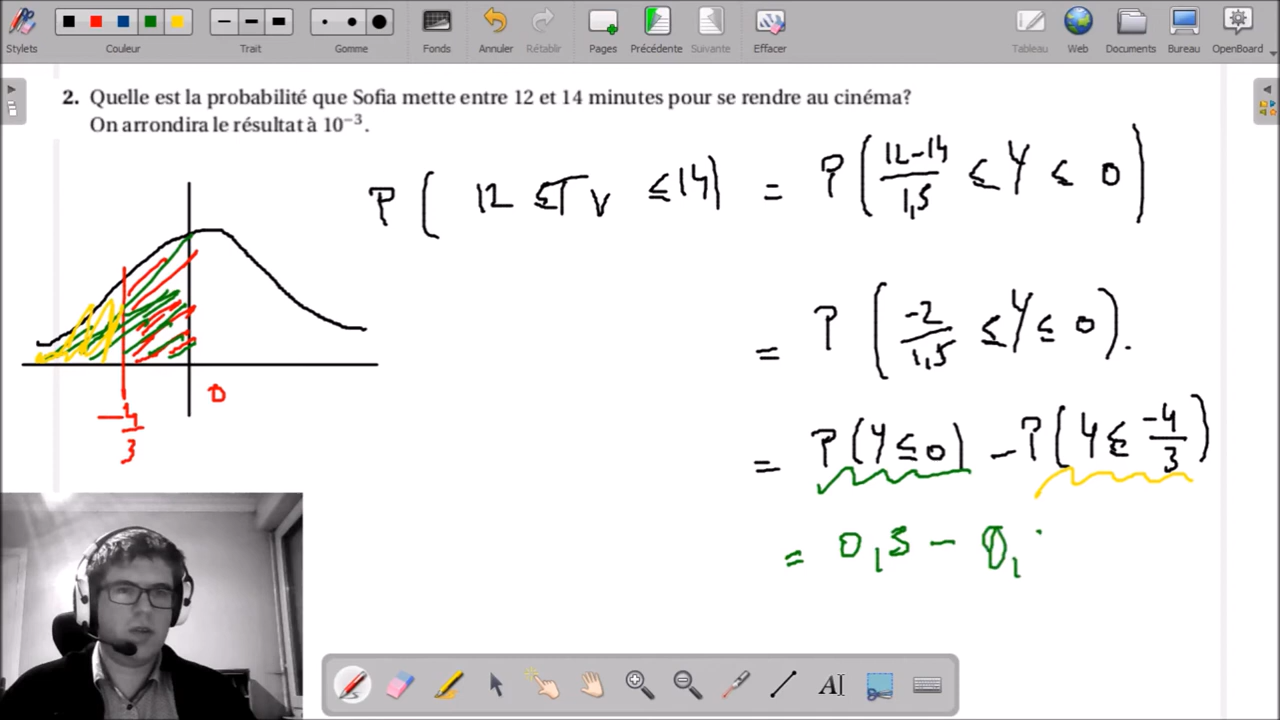 Stylets Couleur Trait Gomme Fonds Annuler Rétablir Pages Précédente Suivante Effacer Tableau Web Documents Bureau OpenBoard
2. Quelle est la probabilité que Sofia mette entre 12 et 14 minutes pour se rendre au cinéma?
On arrondira le résultat à 10⁻³.
P( 12 ≤ Tv ≤ 14) = P( (12-14)/1,5 ≤ Y ≤ 0 )
= P( -2/1,5 ≤ Y ≤ 0 ).
= P(Y ≤ 0) - P(Y ≤ -4/3)
= 0,5 - 0,
-4/3
0
AI